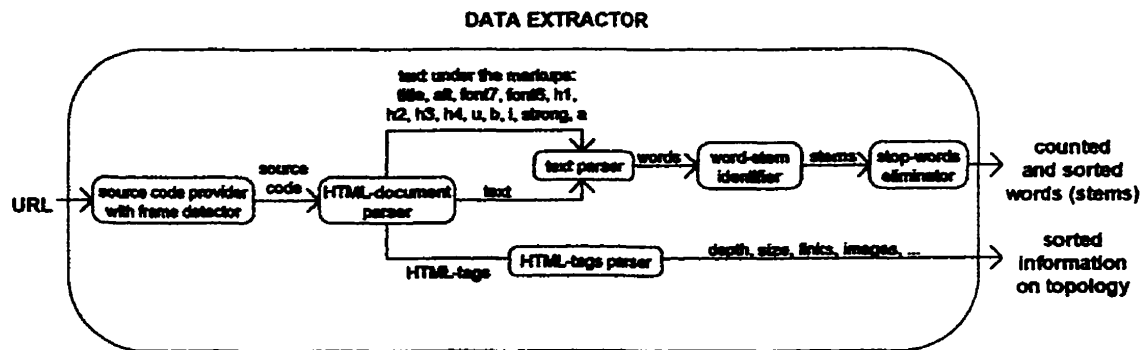 DATA EXTRACTOR
text under the markups:
title, alt, font7, font6, h1,
h2, h3, h4, u, b, i, strong, a
URL
source code provider
with frame detector
source
code
HTML-document
parser
text
text parser
words
word-stem
identifier
stems
stop-words
eliminator
counted
and sorted
words (stems)
HTML-tags
HTML-tags parser
depth, size, links, images, ...
sorted
information
on topology